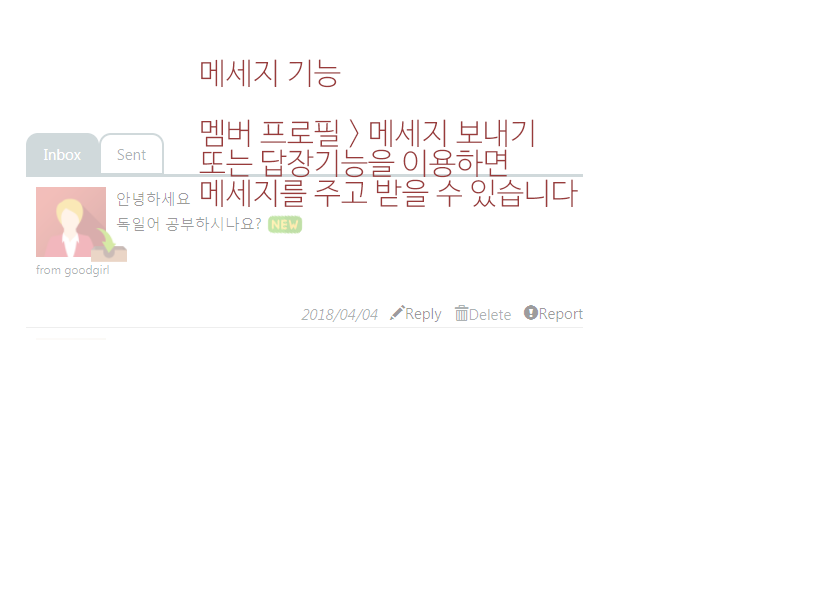 메세지 기능
멤버 프로필 > 메세지 보내기
또는 답장기능을 이용하면
메세지를 주고 받을 수 있습니다
Inbox
Sent
안녕하세요
독일어 공부하시나요? NEW
from goodgirl
2018/04/04 Reply Delete Report